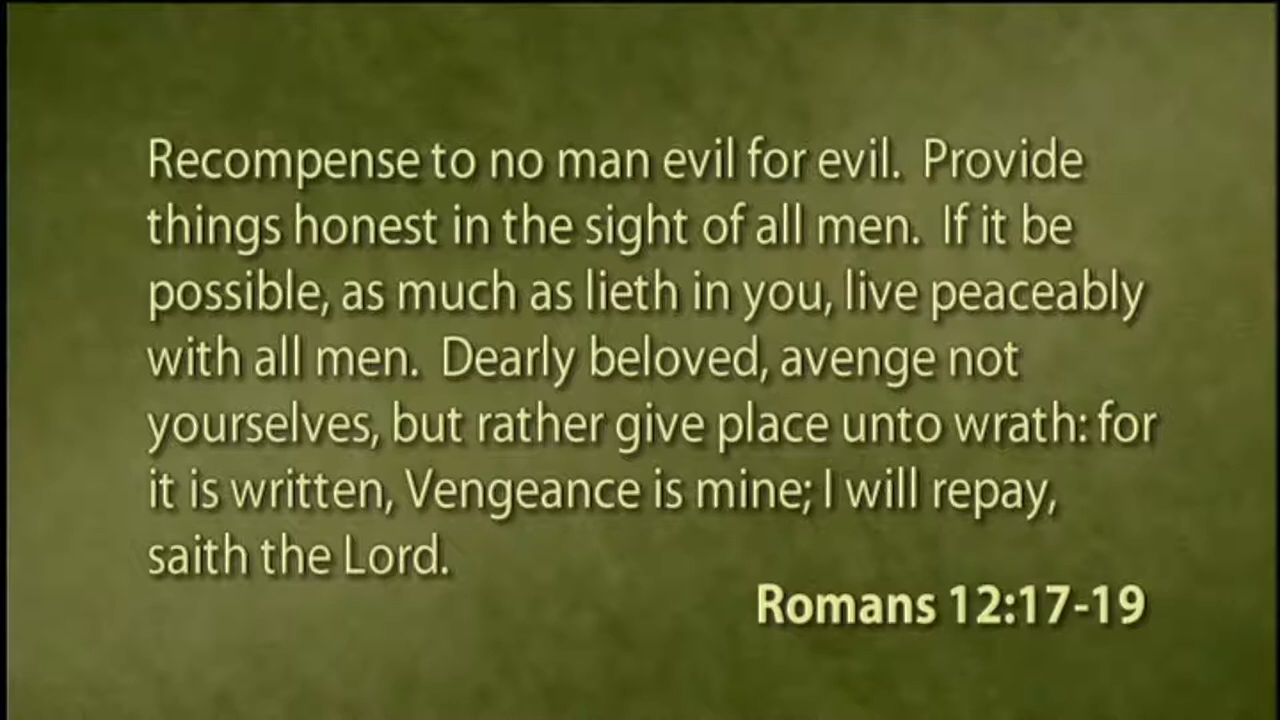 Recompense to no man evil for evil.  Provide
things honest in the sight of all men.  If it be
possible, as much as lieth in you, live peaceably
with all men.  Dearly beloved, avenge not
yourselves, but rather give place unto wrath: for
it is written, Vengeance is mine; I will repay,
saith the Lord.
Romans 12:17-19